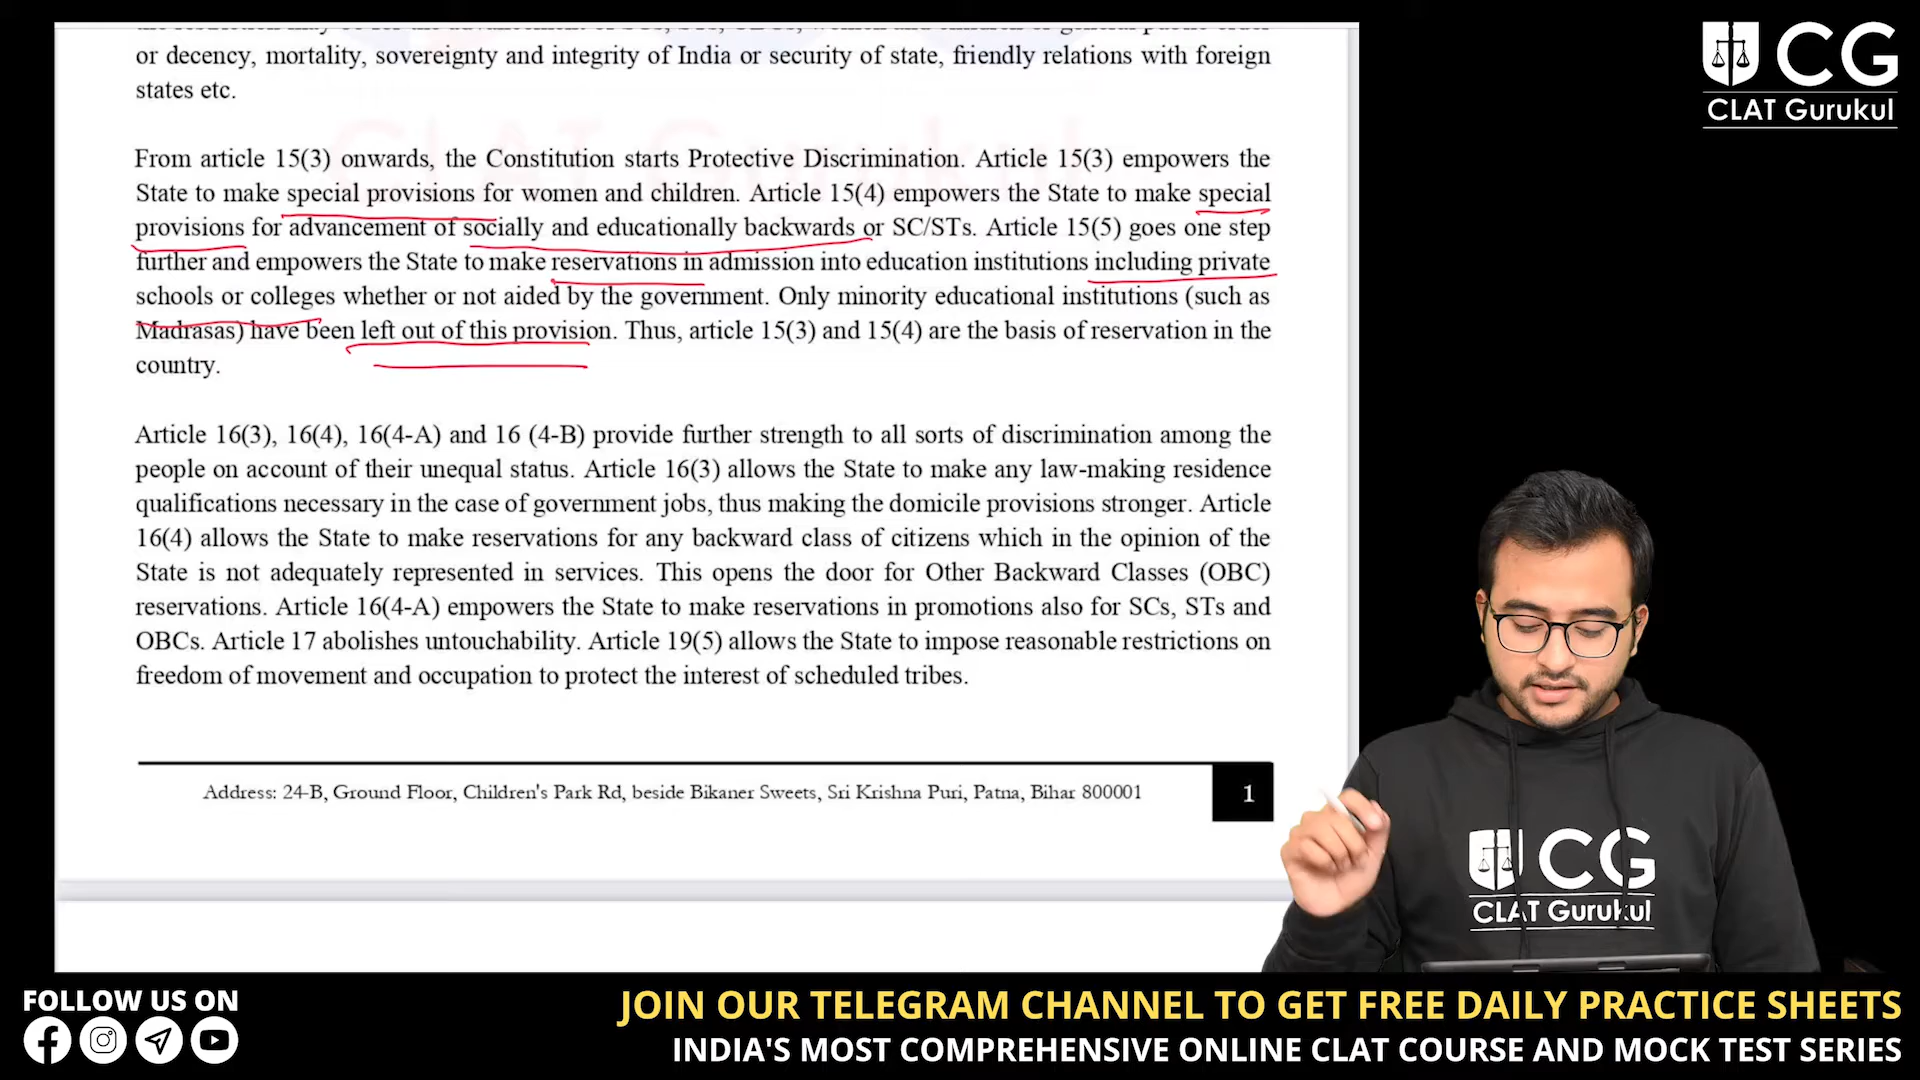 or decency, mortality, sovereignty and integrity of India or security of state, friendly relations with foreign
states etc.
From article 15(3) onwards, the Constitution starts Protective Discrimination. Article 15(3) empowers the
State to make special provisions for women and children. Article 15(4) empowers the State to make special
provisions for advancement of socially and educationally backwards or SC/STs. Article 15(5) goes one step
further and empowers the State to make reservations in admission into education institutions including private
schools or colleges whether or not aided by the government. Only minority educational institutions (such as
Madrasas) have been left out of this provision. Thus, article 15(3) and 15(4) are the basis of reservation in the
country.
Article 16(3), 16(4), 16(4-A) and 16 (4-B) provide further strength to all sorts of discrimination among the
people on account of their unequal status. Article 16(3) allows the State to make any law-making residence
qualifications necessary in the case of government jobs, thus making the domicile provisions stronger. Article
16(4) allows the State to make reservations for any backward class of citizens which in the opinion of the
State is not adequately represented in services. This opens the door for Other Backward Classes (OBC)
reservations. Article 16(4-A) empowers the State to make reservations in promotions also for SCs, STs and
OBCs. Article 17 abolishes untouchability. Article 19(5) allows the State to impose reasonable restrictions on
freedom of movement and occupation to protect the interest of scheduled tribes.
Address: 24-B, Ground Floor, Children's Park Rd, beside Bikaner Sweets, Sri Krishna Puri, Patna, Bihar 800001
1
CG
CLAT Gurukul
CG
CLAT Gurukul
FOLLOW US ON
JOIN OUR TELEGRAM CHANNEL TO GET FREE DAILY PRACTICE SHEETS
INDIA'S MOST COMPREHENSIVE ONLINE CLAT COURSE AND MOCK TEST SERIES